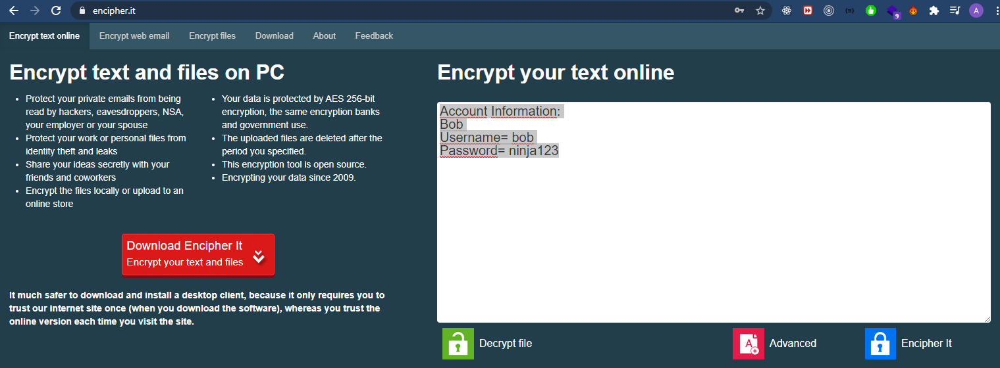 encipher.it
9
A
Encrypt text online
Encrypt web email
Encrypt files
Download
About
Feedback
Encrypt text and files on PC
Protect your private emails from being
read by hackers, eavesdroppers, NSA,
your employer or your spouse
Protect your work or personal files from
identity theft and leaks
Share your ideas secretly with your
friends and coworkers
Encrypt the files locally or upload to an
online store
Your data is protected by AES 256-bit
encryption, the same encryption banks
and government use.
The uploaded files are deleted after the
period you specified.
This encryption tool is open source.
Encrypting your data since 2009.
Download Encipher It
Encrypt your text and files
It much safer to download and install a desktop client, because it only requires you to
trust our internet site once (when you download the software), whereas you trust the
online version each time you visit the site.
Encrypt your text online
Account Information:
Bob
Username= bob
Password= ninja123
Decrypt file
A
Advanced
Encipher It